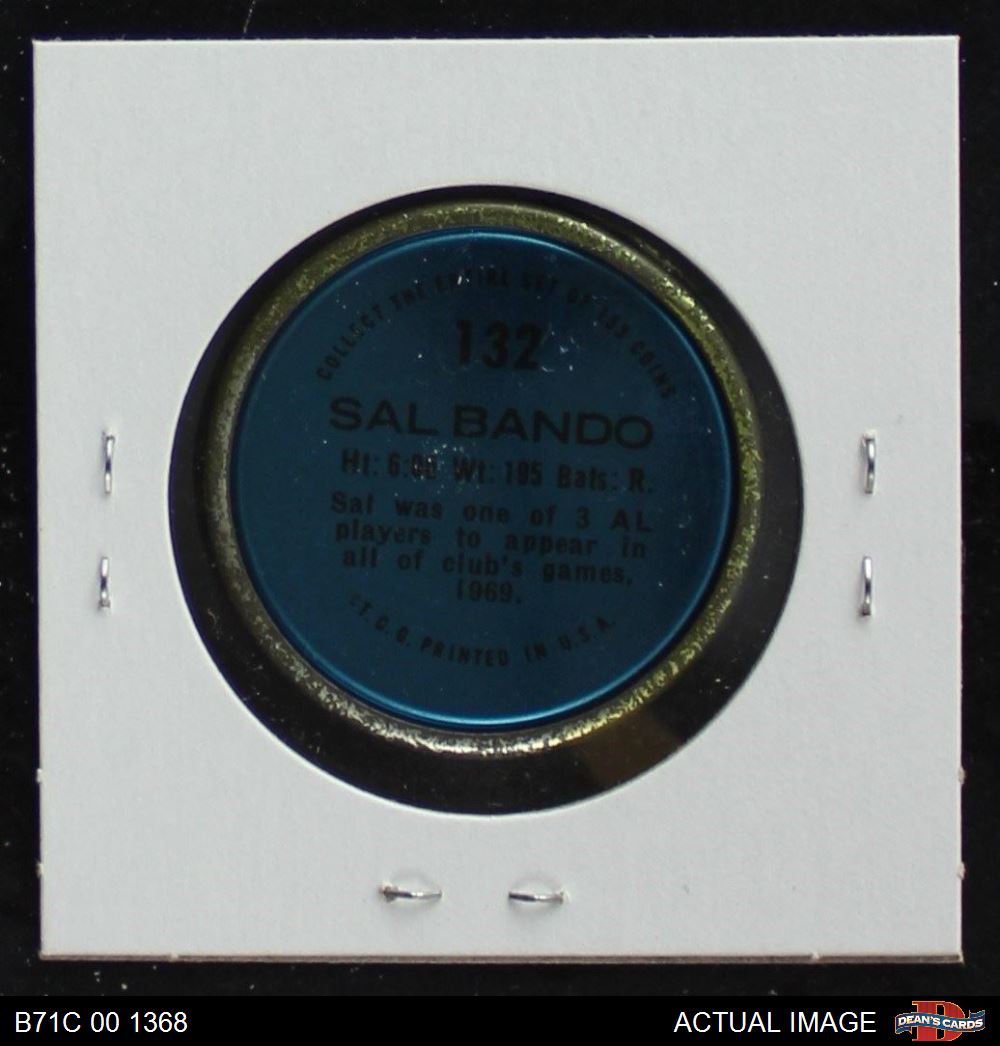 COLLECT THE ENTIRE SET OF 153 COINS
132
SAL BANDO
Ht: 6:00 Wt: 195 Bats: R.
Sal was one of 3 AL
players to appear in
all of club's games,
1969.
©T.C.G. PRINTED IN U.S.A.
B71C 00 1368
ACTUAL IMAGE
DEAN'S CARDS